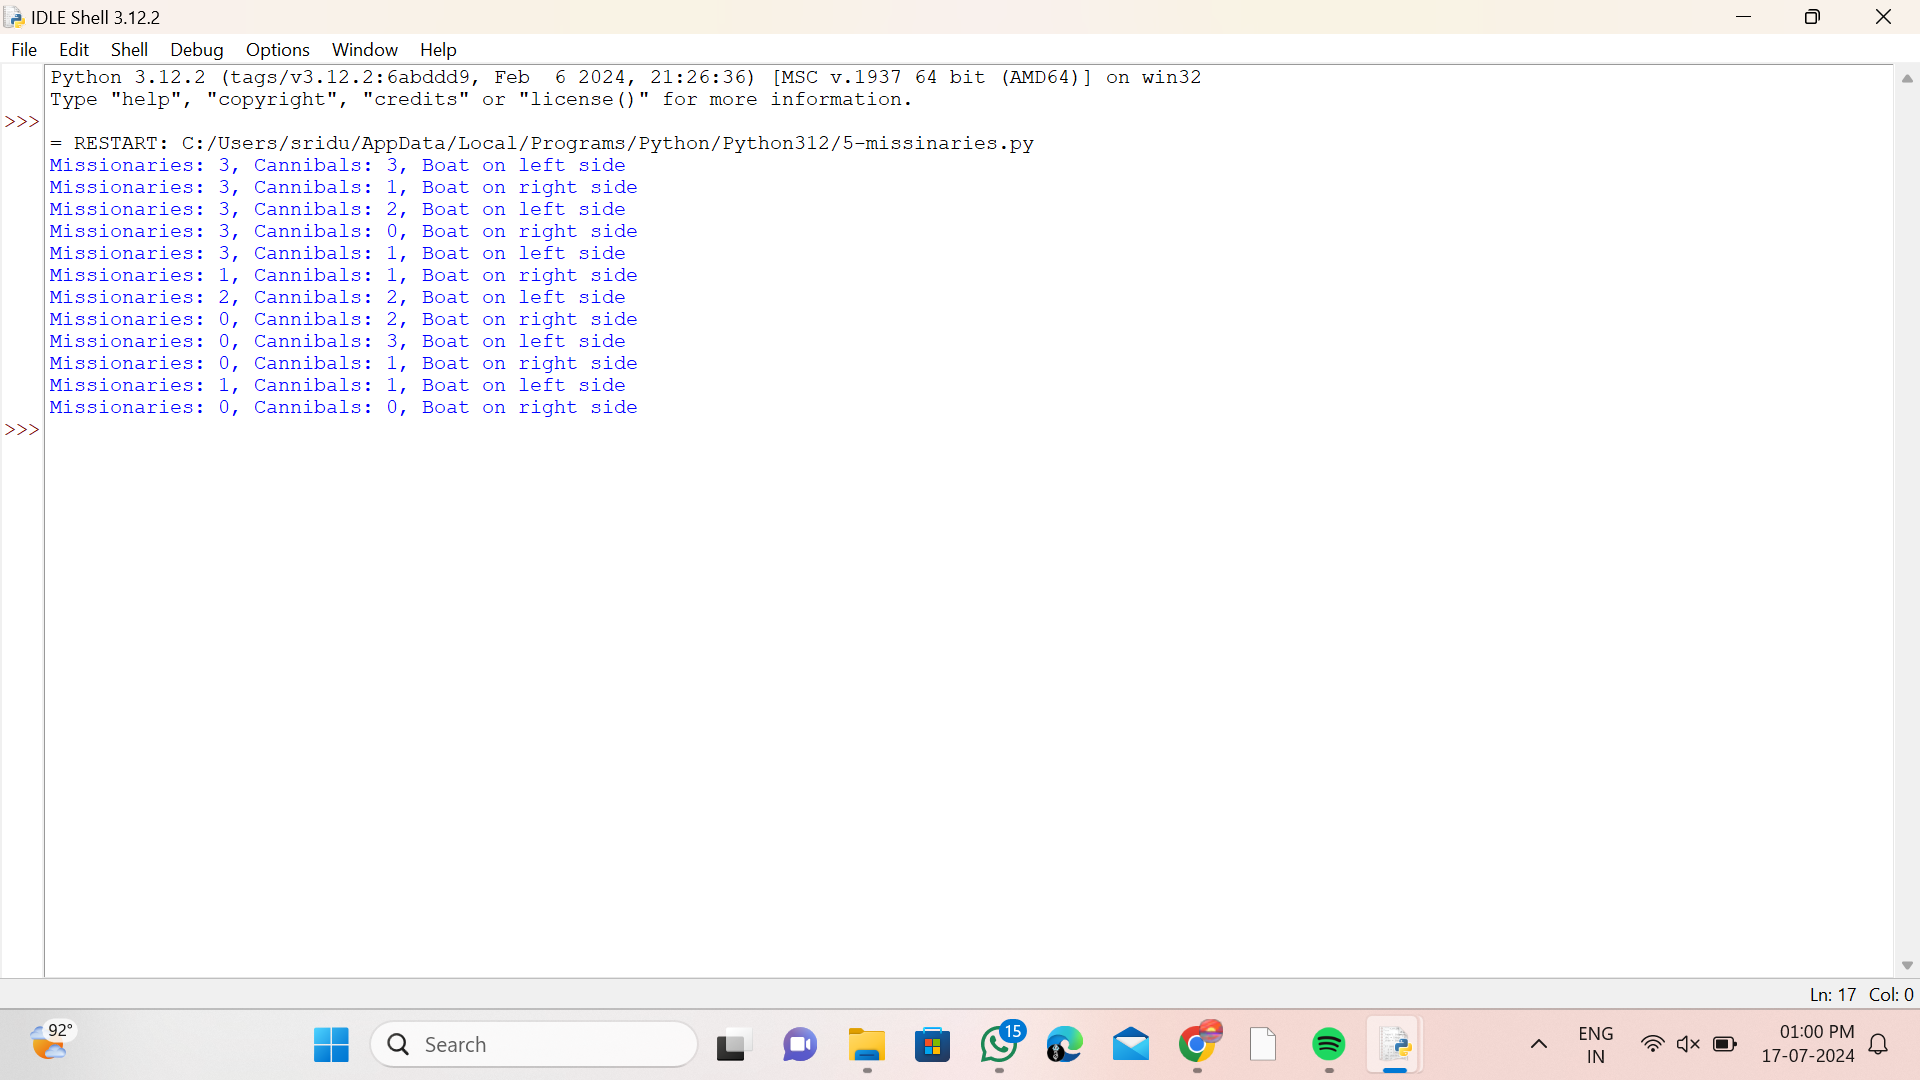 IDLE Shell 3.12.2
File Edit Shell Debug Options Window Help
Python 3.12.2 (tags/v3.12.2:6abddd9, Feb  6 2024, 21:26:36) [MSC v.1937 64 bit (AMD64)] on win32
Type "help", "copyright", "credits" or "license()" for more information.
>>>
= RESTART: C:/Users/sridu/AppData/Local/Programs/Python/Python312/5-missinaries.py
Missionaries: 3, Cannibals: 3, Boat on left side
Missionaries: 3, Cannibals: 1, Boat on right side
Missionaries: 3, Cannibals: 2, Boat on left side
Missionaries: 3, Cannibals: 0, Boat on right side
Missionaries: 3, Cannibals: 1, Boat on left side
Missionaries: 1, Cannibals: 1, Boat on right side
Missionaries: 2, Cannibals: 2, Boat on left side
Missionaries: 0, Cannibals: 2, Boat on right side
Missionaries: 0, Cannibals: 3, Boat on left side
Missionaries: 0, Cannibals: 1, Boat on right side
Missionaries: 1, Cannibals: 1, Boat on left side
Missionaries: 0, Cannibals: 0, Boat on right side
>>>
Ln: 17 Col: 0
92°
Search
15
ENG
IN
01:00 PM
17-07-2024